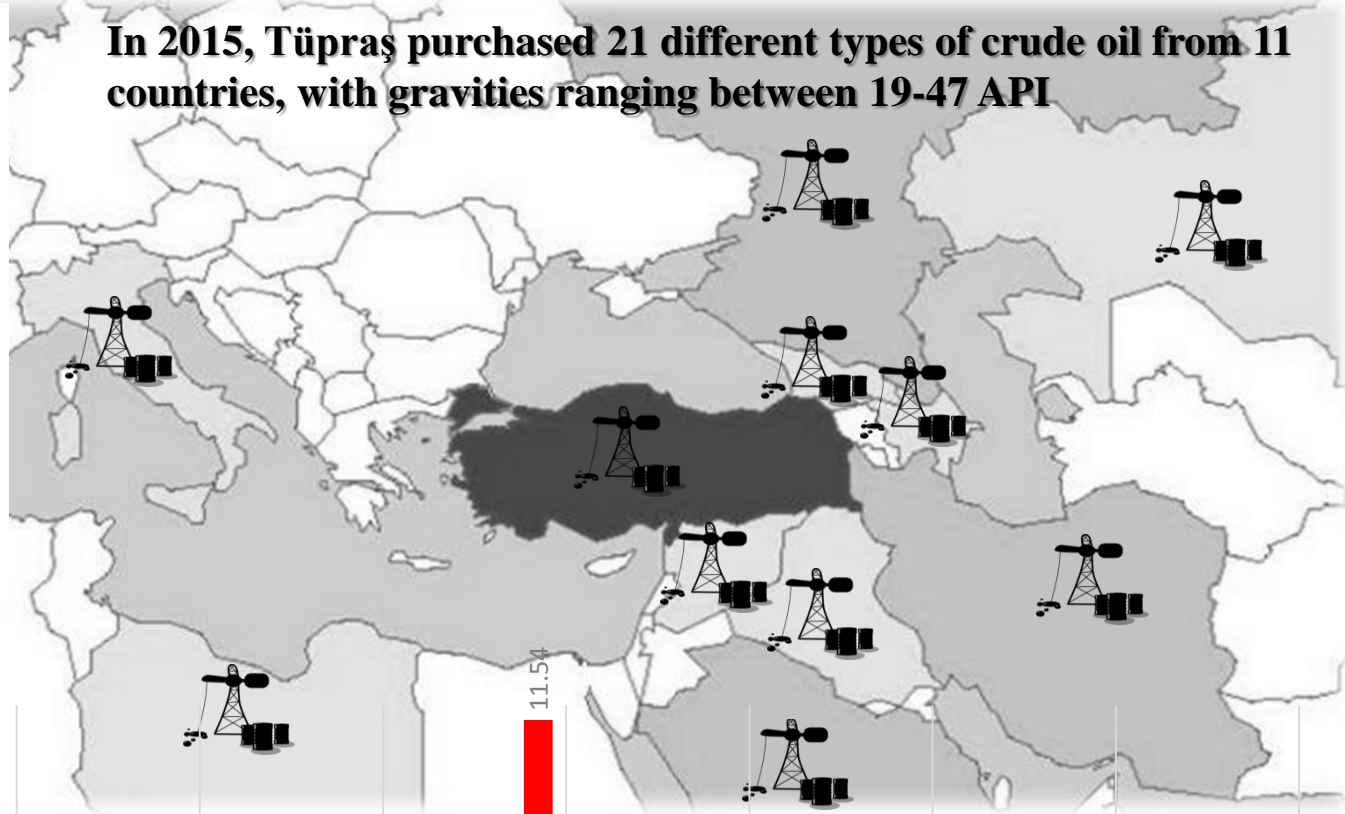 In 2015, Tüpraş purchased 21 different types of crude oil from 11
countries, with gravities ranging between 19-47 API
11.54